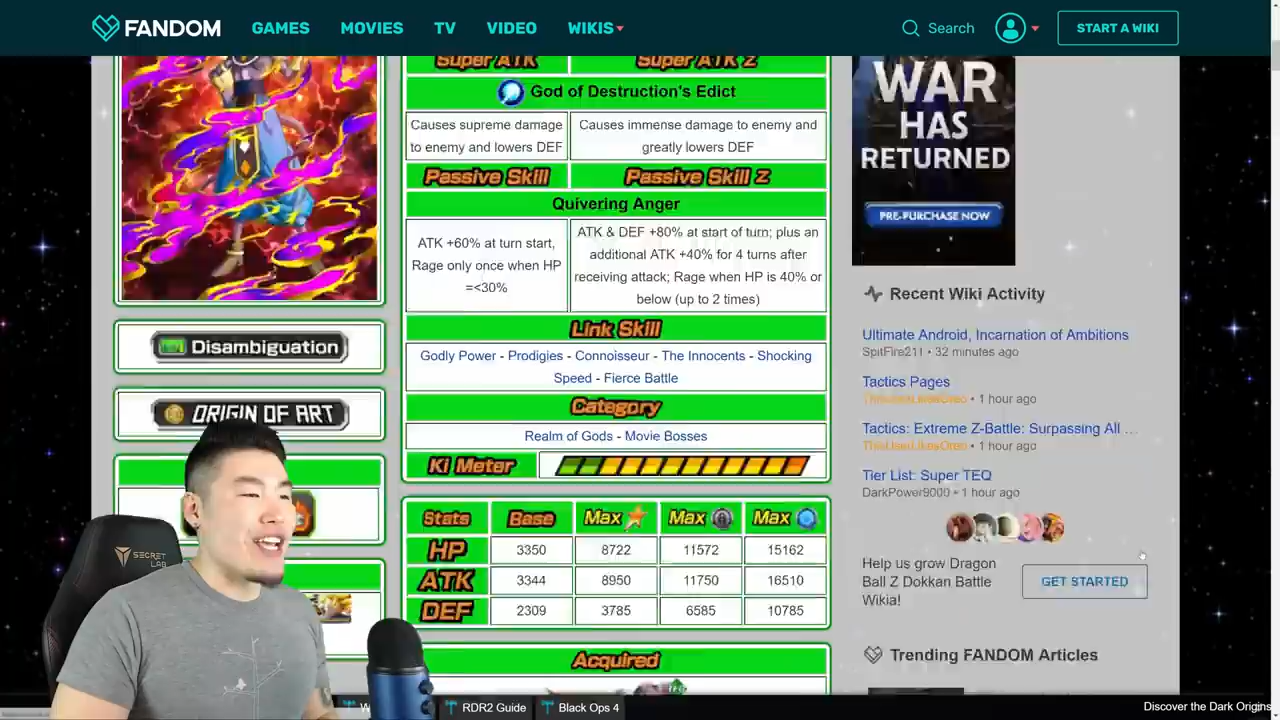 FANDOM
GAMES
MOVIES
TV
VIDEO
WIKIS
Search
START A WIKI
Super ATK
Super ATK Z
God of Destruction's Edict
Causes supreme damage
to enemy and lowers DEF
Causes immense damage to enemy and
greatly lowers DEF
Passive Skill
Passive Skill Z
Quivering Anger
ATK +60% at turn start,
Rage only once when HP
=<30%
ATK & DEF +80% at start of turn; plus an
additional ATK +40% for 4 turns after
receiving attack; Rage when HP is 40% or
below (up to 2 times)
Link Skill
Godly Power - Prodigies - Connoisseur - The Innocents - Shocking
Speed - Fierce Battle
Category
Realm of Gods - Movie Bosses
Ki Meter
Stats Base Max Max Max
HP 3350 8722 11572 15162
ATK 3344 8950 11750 16510
DEF 2309 3785 6585 10785
Acquired
Disambiguation
ORIGIN OF ART
SECRET
LAB
WAR
HAS
RETURNED
PRE-PURCHASE NOW
Recent Wiki Activity
Ultimate Android, Incarnation of Ambitions
SpitFire211 • 32 minutes ago
Tactics Pages
• 1 hour ago
Tactics: Extreme Z-Battle: Surpassing All ...
• 1 hour ago
Tier List: Super TEQ
DarkPower9000 • 1 hour ago
Help us grow Dragon
Ball Z Dokkan Battle
Wikia!
GET STARTED
Trending FANDOM Articles
W
RDR2 Guide
Black Ops 4
Discover the Dark Origins